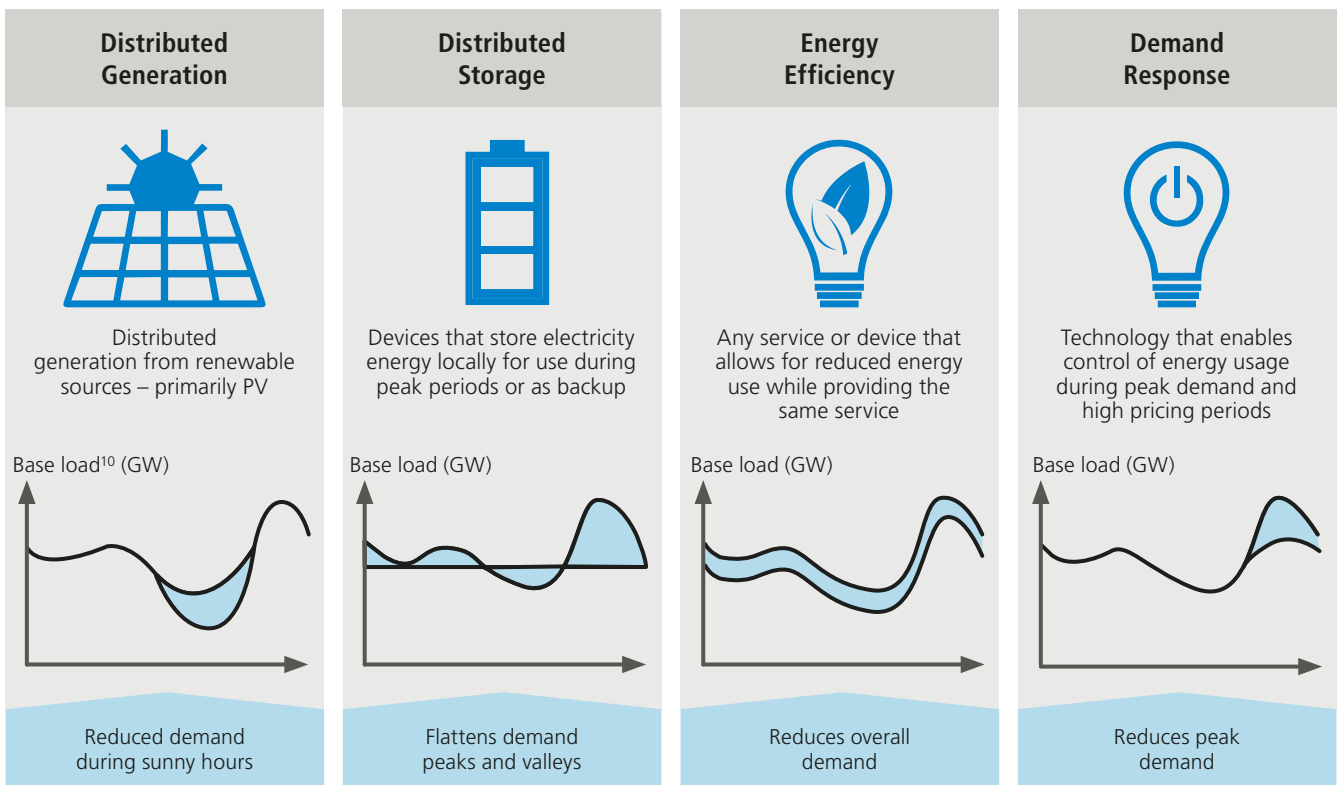 Distributed
Generation
Distributed
generation from renewable
sources – primarily PV
Base load¹⁰ (GW)
Reduced demand
during sunny hours
Distributed
Storage
Devices that store electricity
energy locally for use during
peak periods or as backup
Base load (GW)
Flattens demand
peaks and valleys
Energy
Efficiency
Any service or device that
allows for reduced energy
use while providing the
same service
Base load (GW)
Reduces overall
demand
Demand
Response
Technology that enables
control of energy usage
during peak demand and
high pricing periods
Base load (GW)
Reduces peak
demand